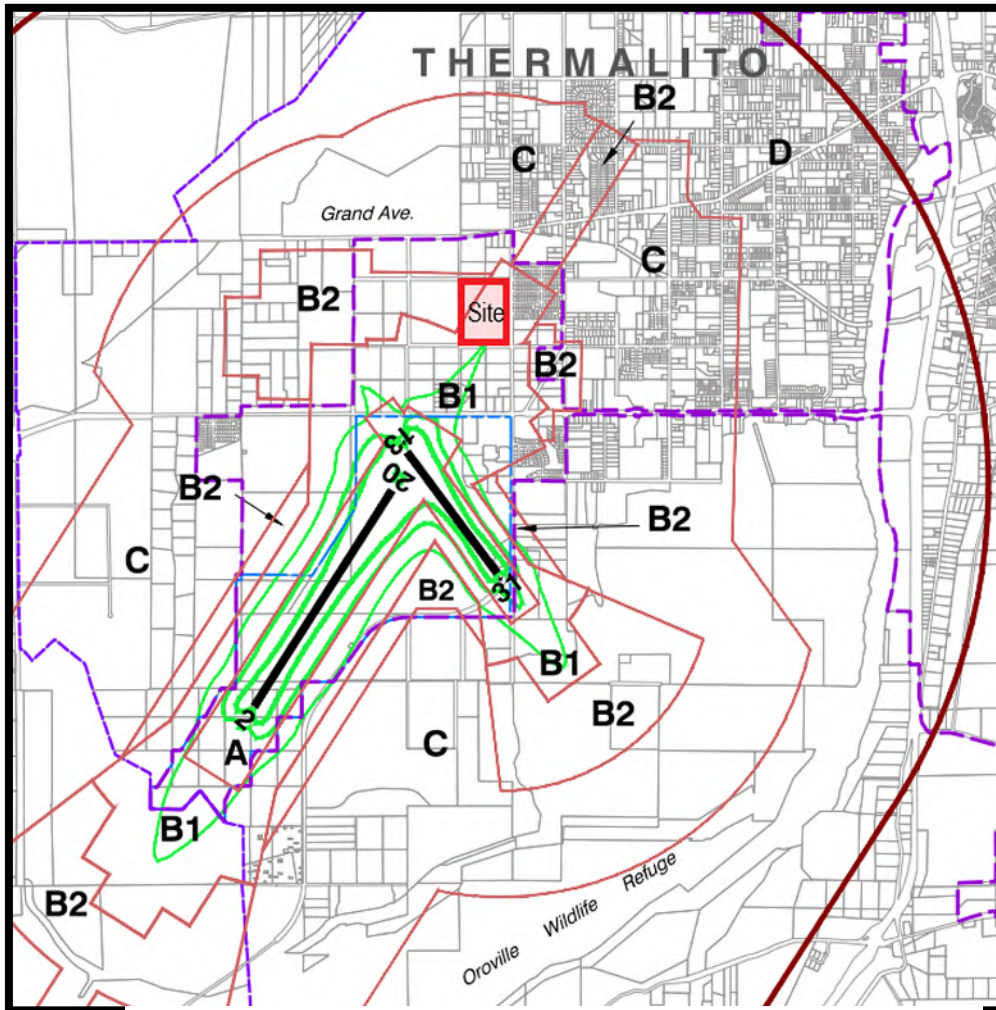 THERMALITO
B2
D
C
Grand Ave.
C
B2
Site
B2
B1
13
20
B2
B2
C
B2
31
B1
B2
2
A
C
B1
Refuge
B2
Wildlife
Oroville